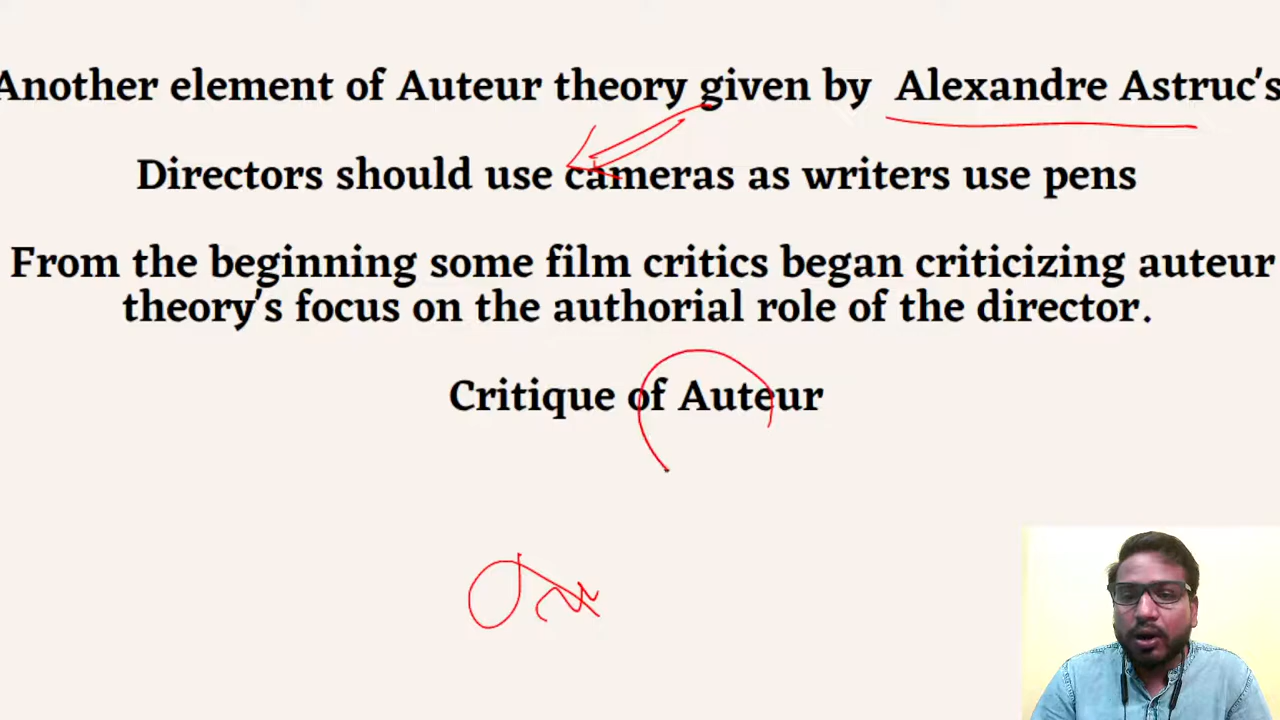 Another element of Auteur theory given by Alexandre Astruc's
Directors should use cameras as writers use pens
From the beginning some film critics began criticizing auteur
theory's focus on the authorial role of the director.
Critique of Auteur